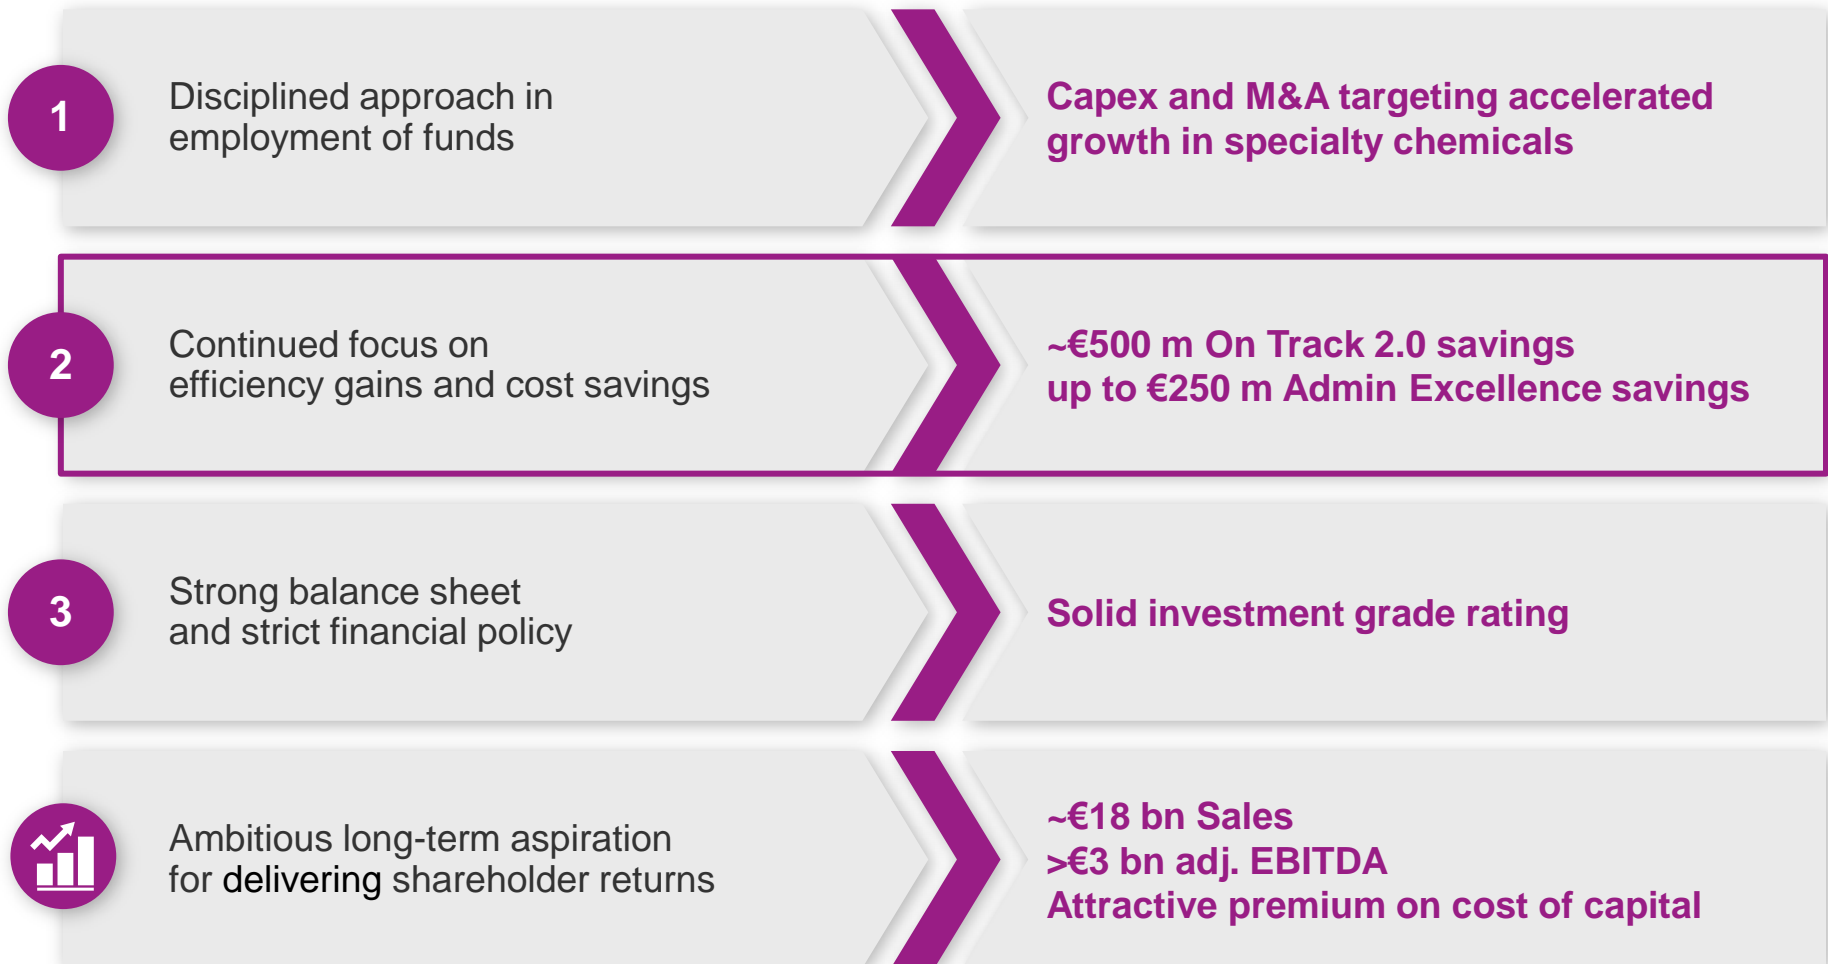 1
Disciplined approach in
employment of funds
Capex and M&A targeting accelerated
growth in specialty chemicals
2
Continued focus on
efficiency gains and cost savings
~€500 m On Track 2.0 savings
up to €250 m Admin Excellence savings
3
Strong balance sheet
and strict financial policy
Solid investment grade rating
Ambitious long-term aspiration
for delivering shareholder returns
~€18 bn Sales
>€3 bn adj. EBITDA
Attractive premium on cost of capital